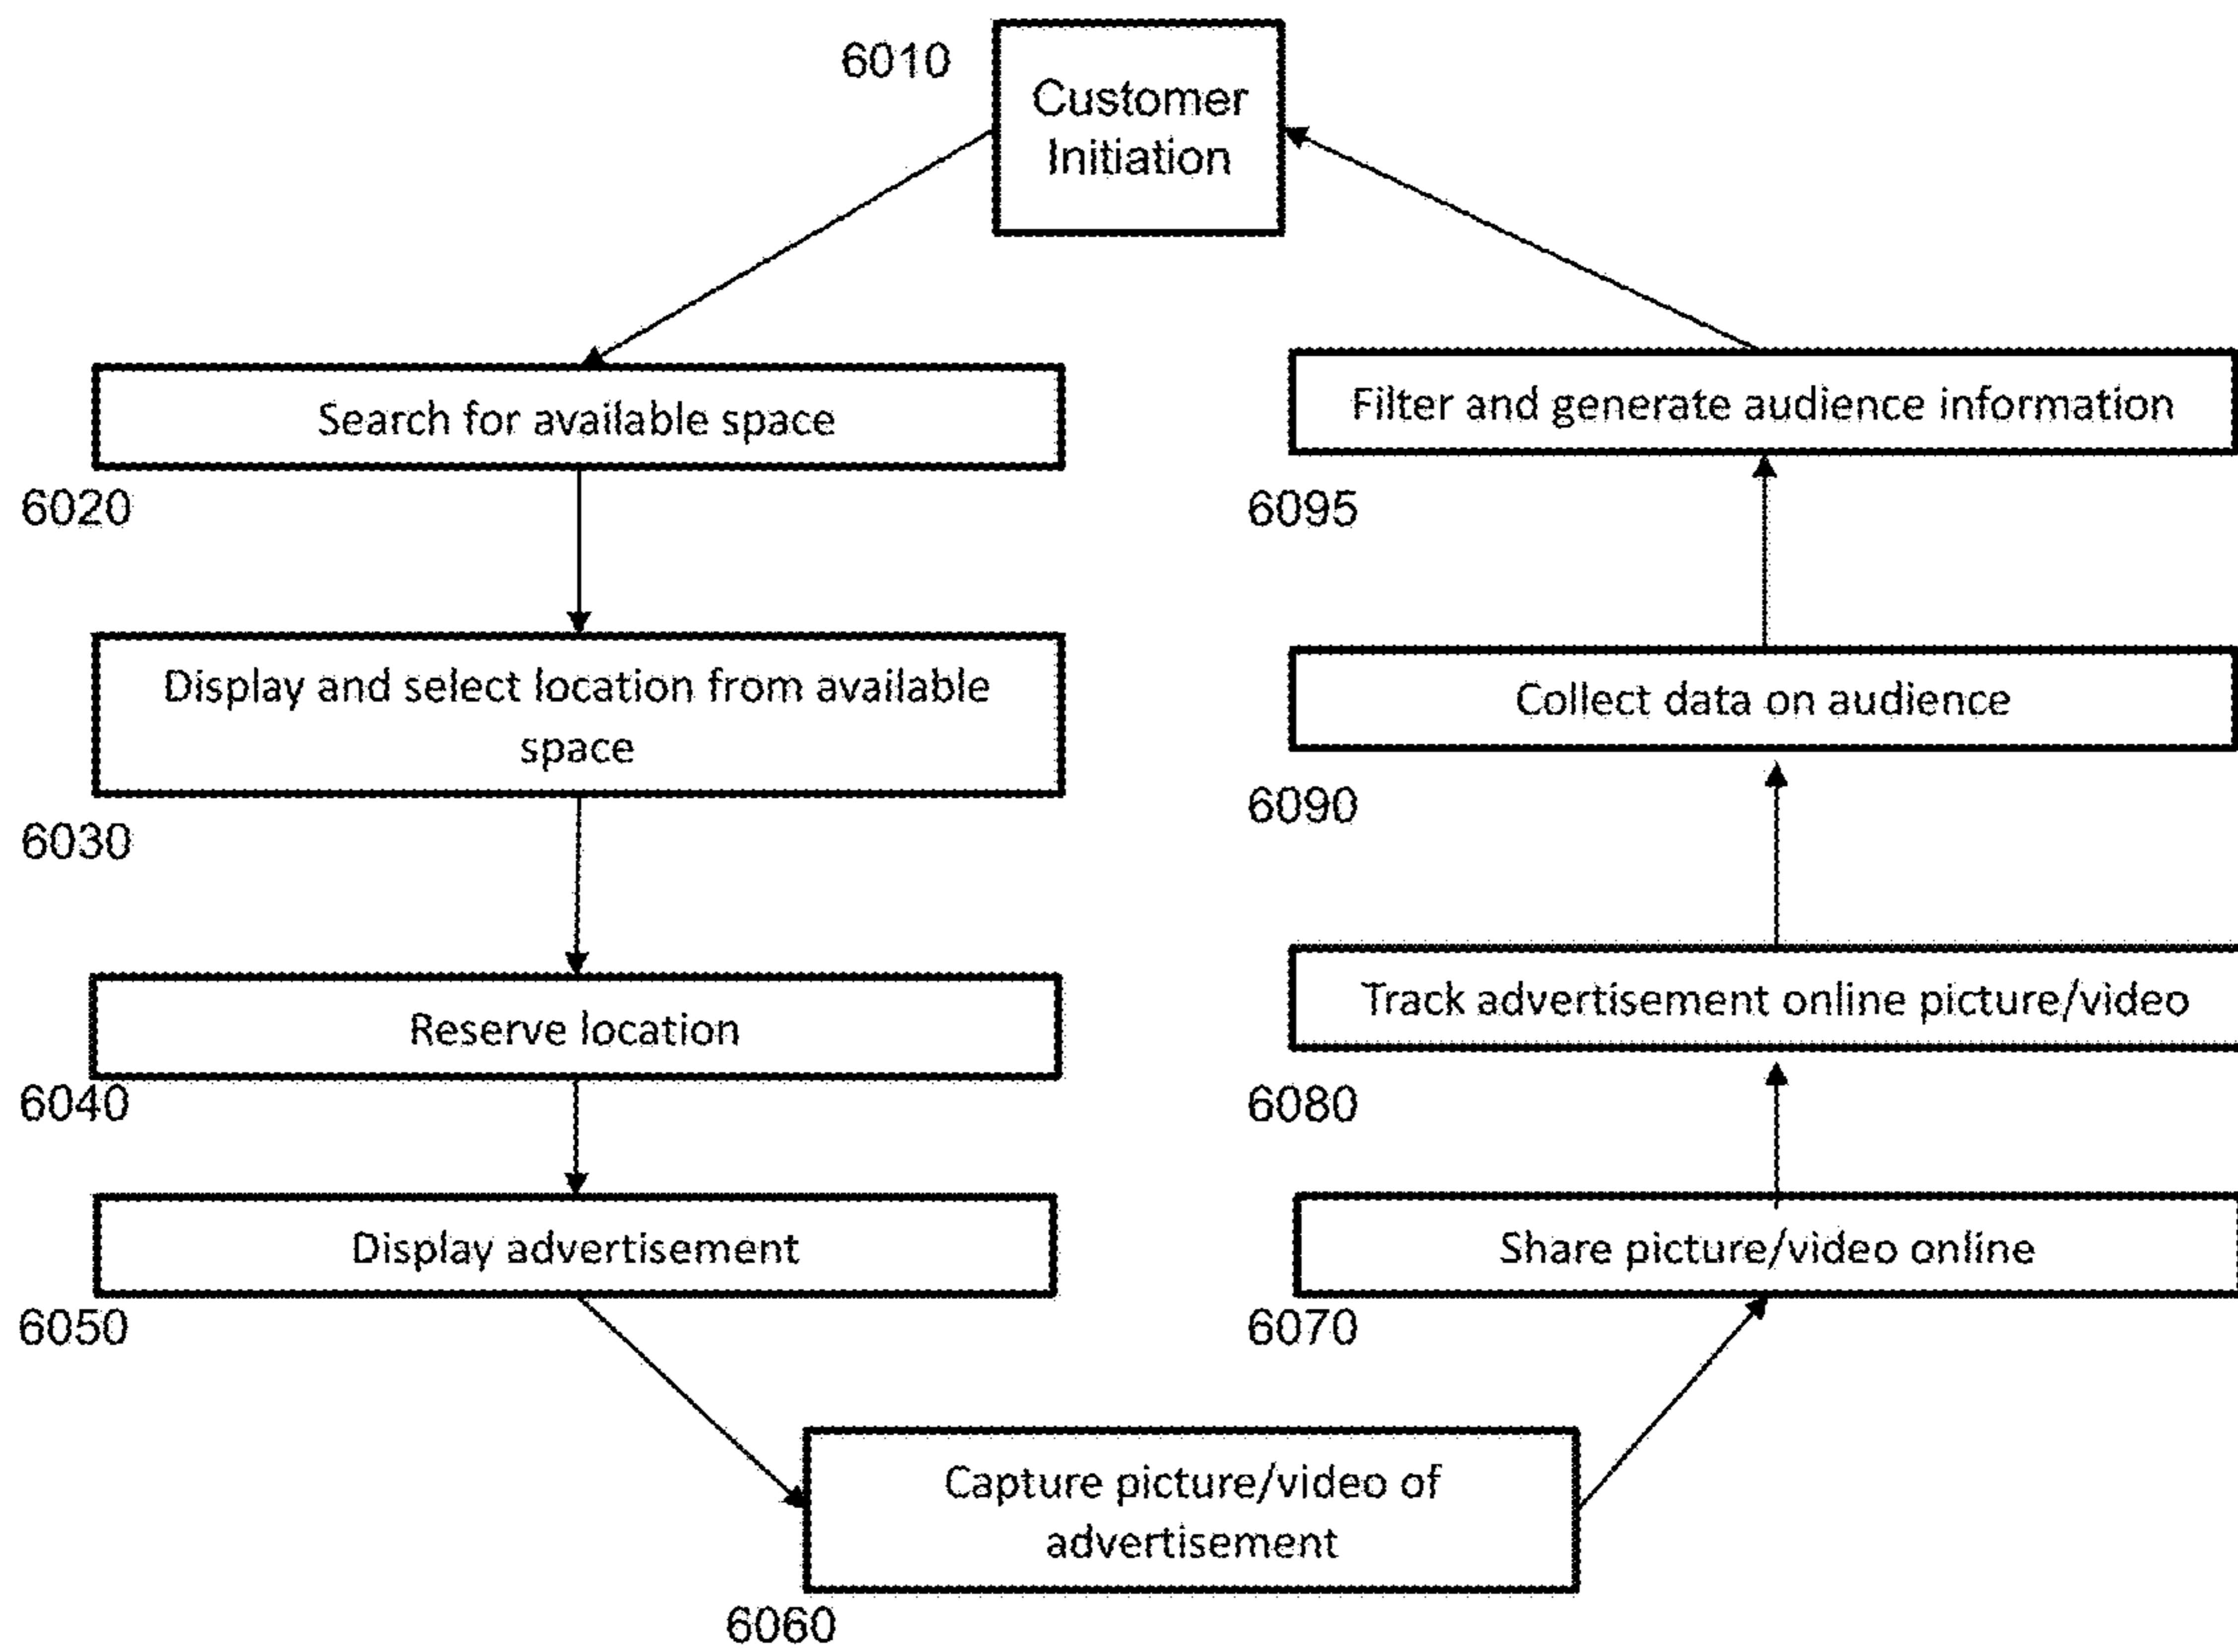 6010
Customer
Initiation
Search for available space
6020
Display and select location from available
space
6030
Reserve location
6040
Display advertisement
6050
Capture picture/video of
advertisement
6060
Share picture/video online
6070
Track advertisement online picture/video
6080
Collect data on audience
6090
Filter and generate audience information
6095